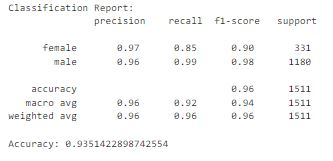 Classification Report:
precision recall f1-score support
female 0.97 0.85 0.90 331
male 0.96 0.99 0.98 1180
accuracy 0.96 1511
macro avg 0.96 0.92 0.94 1511
weighted avg 0.96 0.96 0.96 1511
Accuracy: 0.9351422898742554